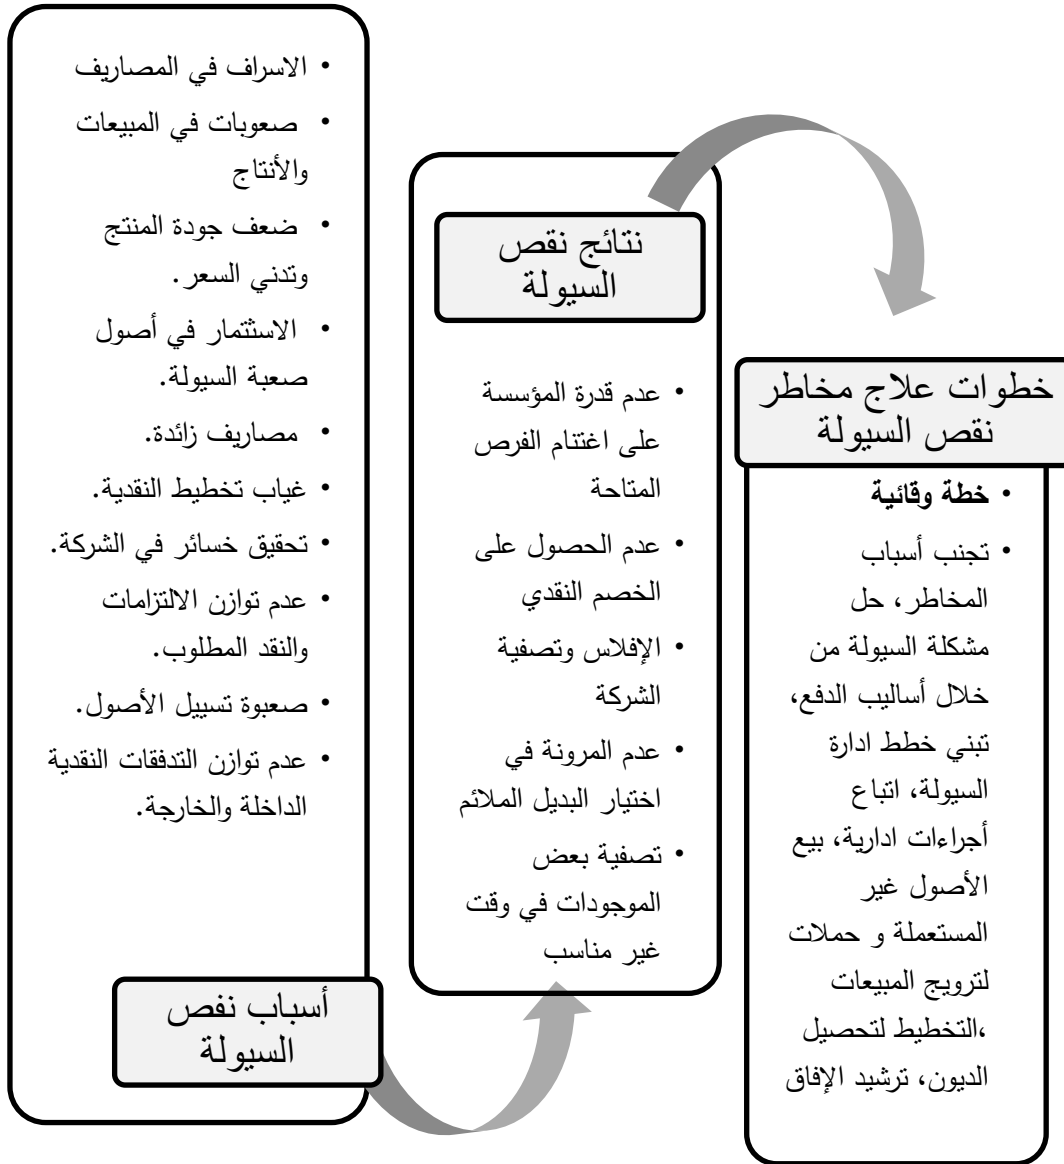 • الاسراف في المصاريف
• صعوبات في المبيعات
والأنتاج
• ضعف جودة المنتج
وتدني السعر.
• الاستثمار في أصول
صعبة السيولة.
• مصاريف زائدة.
• غياب تخطيط النقدية.
• تحقيق خسائر في الشركة.
• عدم توازن الالتزامات
والنقد المطلوب.
• صعبوة تسييل الأصول.
• عدم توازن التدفقات النقدية
الداخلة والخارجة.
أسباب نفص
السيولة
نتائج نقص
السيولة
• عدم قدرة المؤسسة
على اغتنام الفرص
المتاحة
• عدم الحصول على
الخصم النقدي
• الإفلاس وتصفية
الشركة
• عدم المرونة في
اختيار البديل الملائم
• تصفية بعض
الموجودات في وقت
غير مناسب
خطوات علاج مخاطر
نقص السيولة
• خطة وقائية
• تجنب أسباب
المخاطر، حل
مشكلة السيولة من
خلال أساليب الدفع،
تبني خطط ادارة
السيولة، اتباع
أجراءات ادارية، بيع
الأصول غير
المستعملة و حملات
لترويج المبيعات
،التخطيط لتحصيل
الديون، ترشيد الإفاق